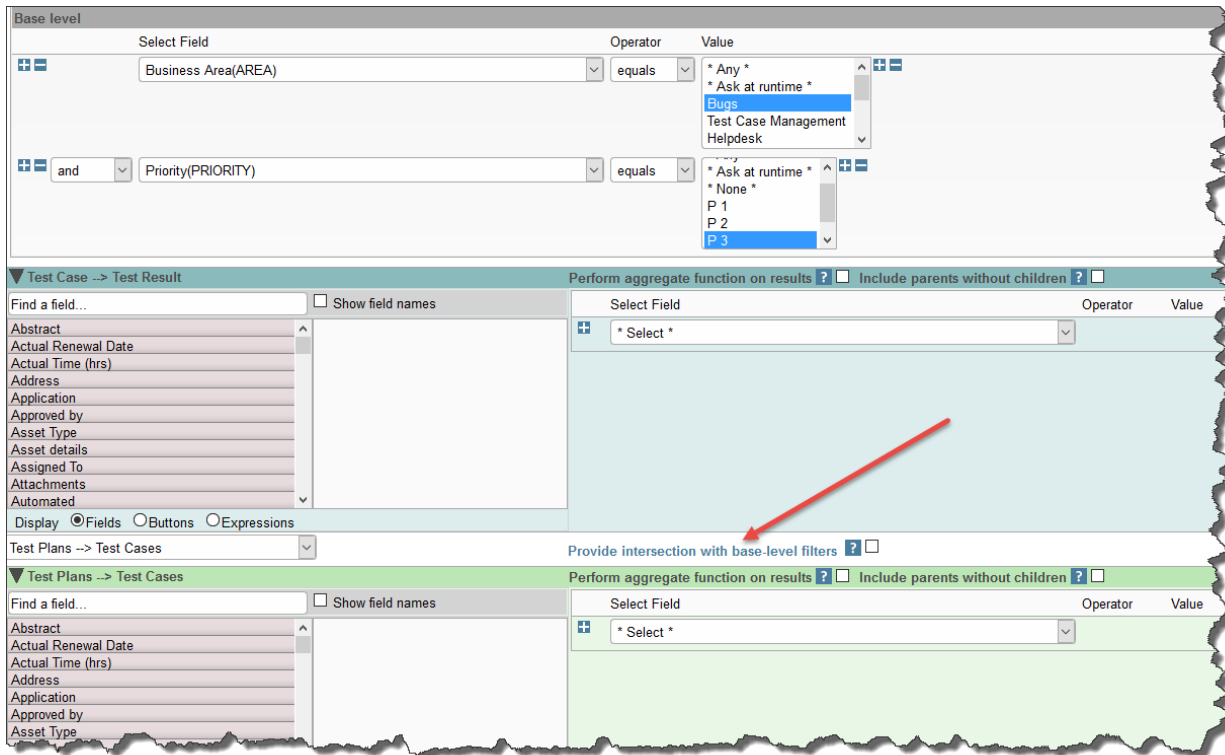 Base level
Select Field Operator Value
Business Area(AREA) equals * Any *
* Ask at runtime *
Bugs
Test Case Management
Helpdesk
and Priority(PRIORITY) equals * Ask at runtime *
* None *
P 1
P 2
P 3
Test Case --> Test Result Perform aggregate function on results ? Include parents without children ?
Find a field... Show field names Select Field Operator Value
Abstract * Select *
Actual Renewal Date
Actual Time (hrs)
Address
Application
Approved by
Asset Type
Asset details
Assigned To
Attachments
Automated
Display Fields Buttons Expressions
Test Plans --> Test Cases Provide intersection with base-level filters ?
Test Plans --> Test Cases Perform aggregate function on results ? Include parents without children ?
Find a field... Show field names Select Field Operator Value
Abstract * Select *
Actual Renewal Date
Actual Time (hrs)
Address
Application
Approved by
Asset Type